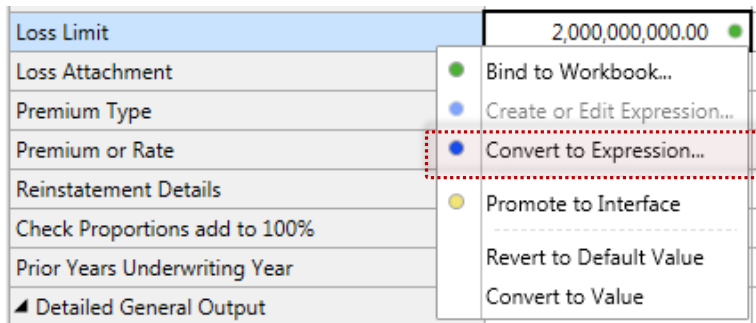 Loss Limit 2,000,000,000.00
Loss Attachment
Bind to Workbook...
Premium Type
Create or Edit Expression...
Premium or Rate
Convert to Expression...
Reinstatement Details
Promote to Interface
Check Proportions add to 100%
Prior Years Underwriting Year
Revert to Default Value
Detailed General Output
Convert to Value